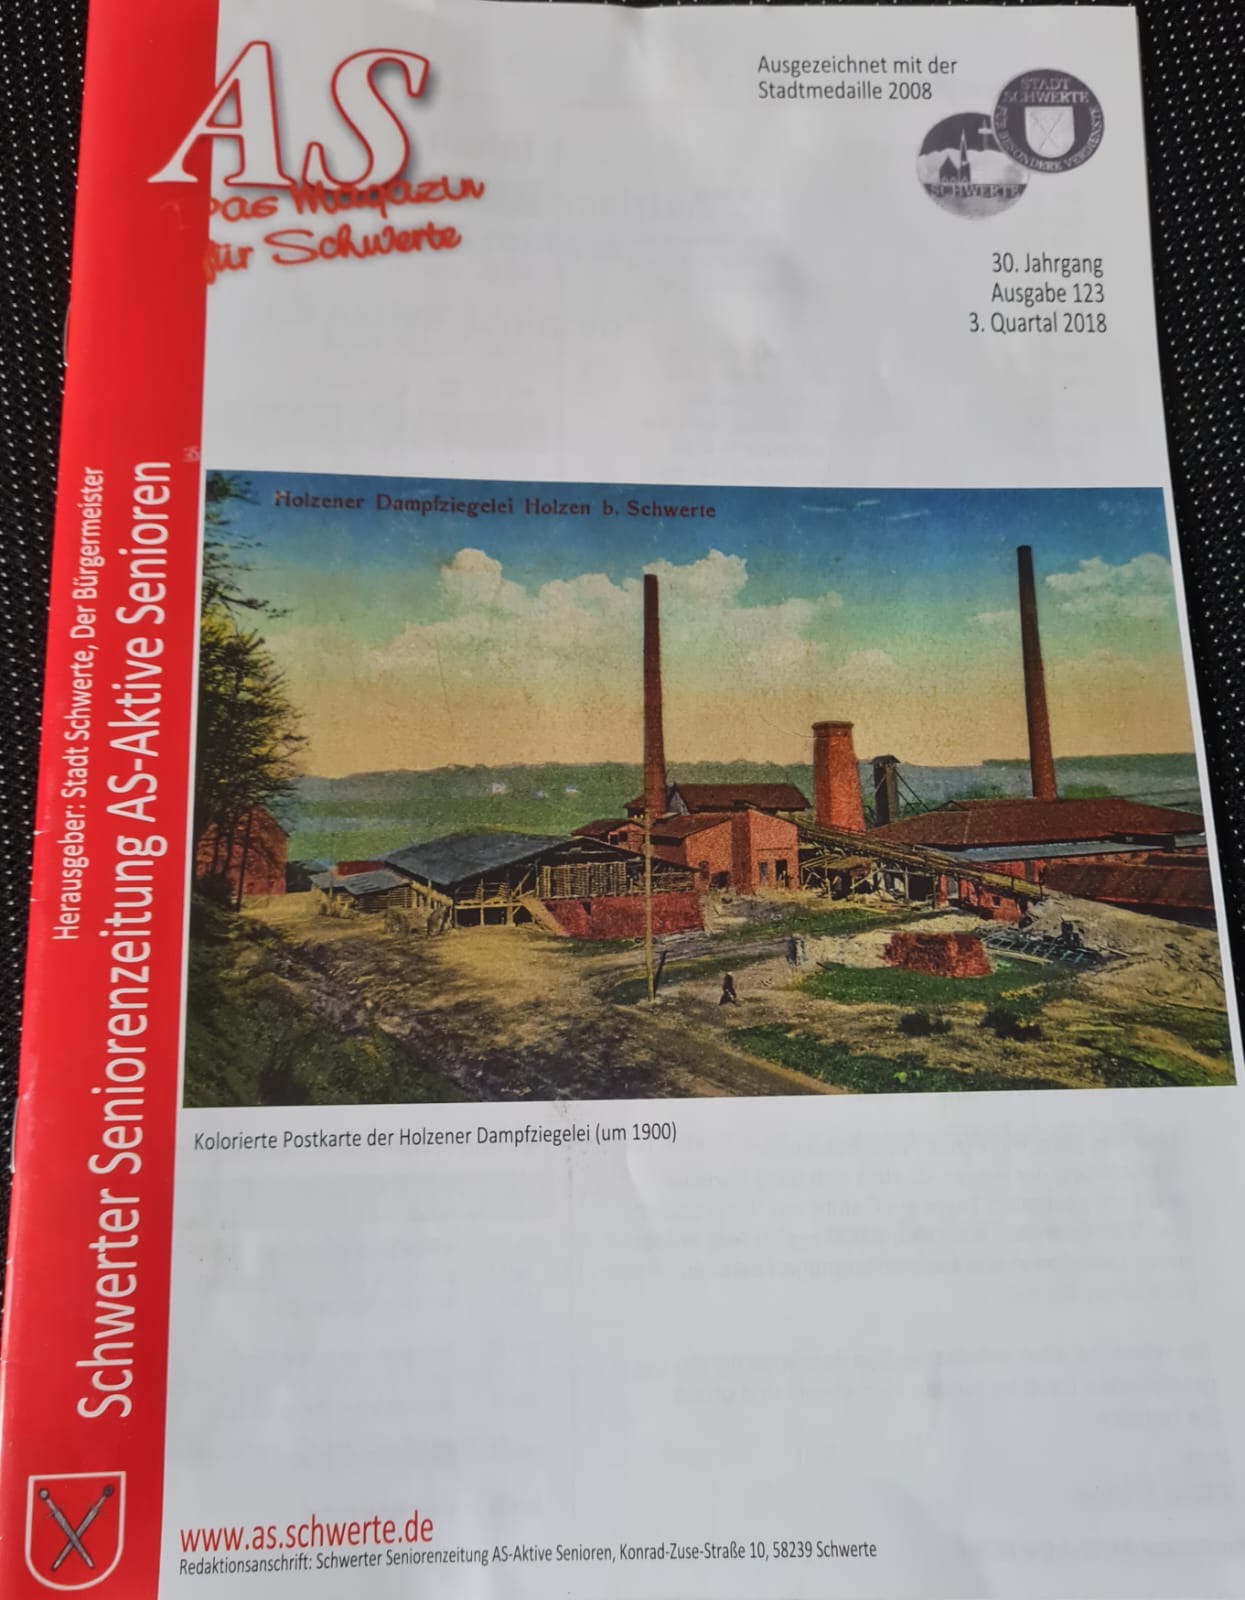 AS
Das Magazin
für Schwerte
Ausgezeichnet mit der
Stadtmedaille 2008
STADT
SCHWERTE
FÜR BESONDERE VERDIENSTE
SCHWERTE
30. Jahrgang
Ausgabe 123
3. Quartal 2018
Herausgeber: Stadt Schwerte, Der Bürgermeister
Schwerter Seniorenzeitung AS-Aktive Senioren
Holzener Dampfziegelei Holzen b. Schwerte
Kolorierte Postkarte der Holzener Dampfziegelei (um 1900)
www.as.schwerte.de
Redaktionsanschrift: Schwerter Seniorenzeitung AS-Aktive Senioren, Konrad-Zuse-Straße 10, 58239 Schwerte